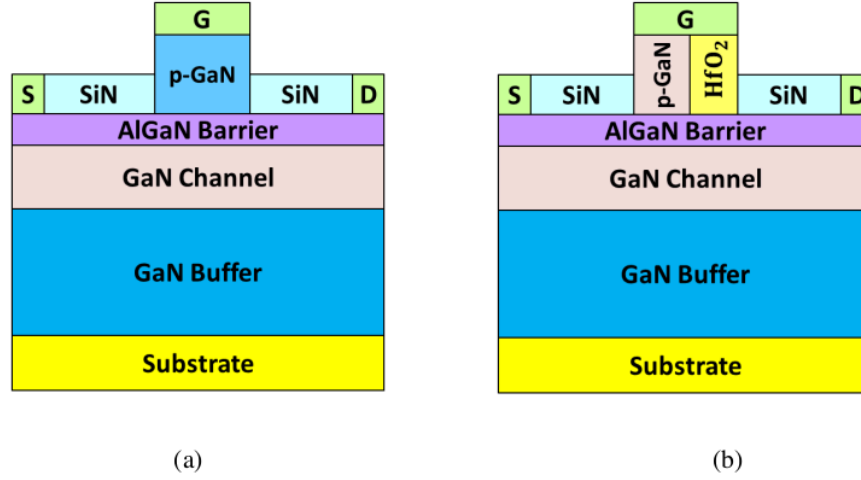 G
p-GaN
S
SiN
SiN
D
AlGaN Barrier
GaN Channel
GaN Buffer
Substrate
(a)
G
p-GaN
HfO₂
S
SiN
SiN
D
AlGaN Barrier
GaN Channel
GaN Buffer
Substrate
(b)